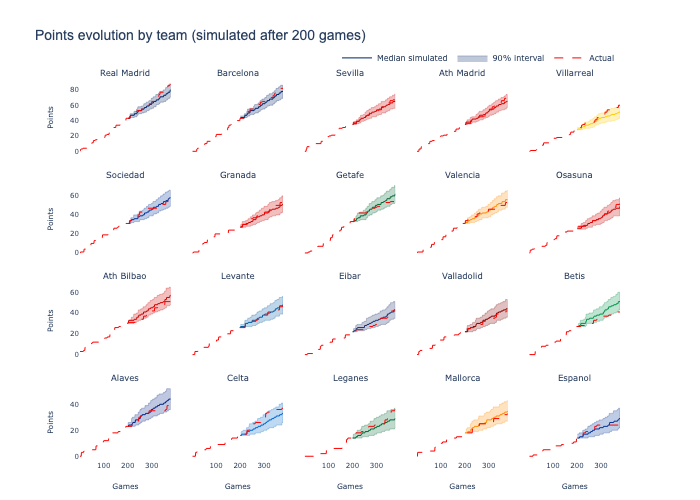 Points evolution by team (simulated after 200 games)
Median simulated 90% interval Actual
Real Madrid Barcelona Sevilla Ath Madrid Villarreal
80
60
40
20
0
Points
Sociedad Granada Getafe Valencia Osasuna
60
40
20
0
Points
Ath Bilbao Levante Eibar Valladolid Betis
60
40
20
0
Points
Alaves Celta Leganes Mallorca Espanol
40
20
0
Points
100 200 300 100 200 300 100 200 300 100 200 300 100 200 300
Games Games Games Games Games